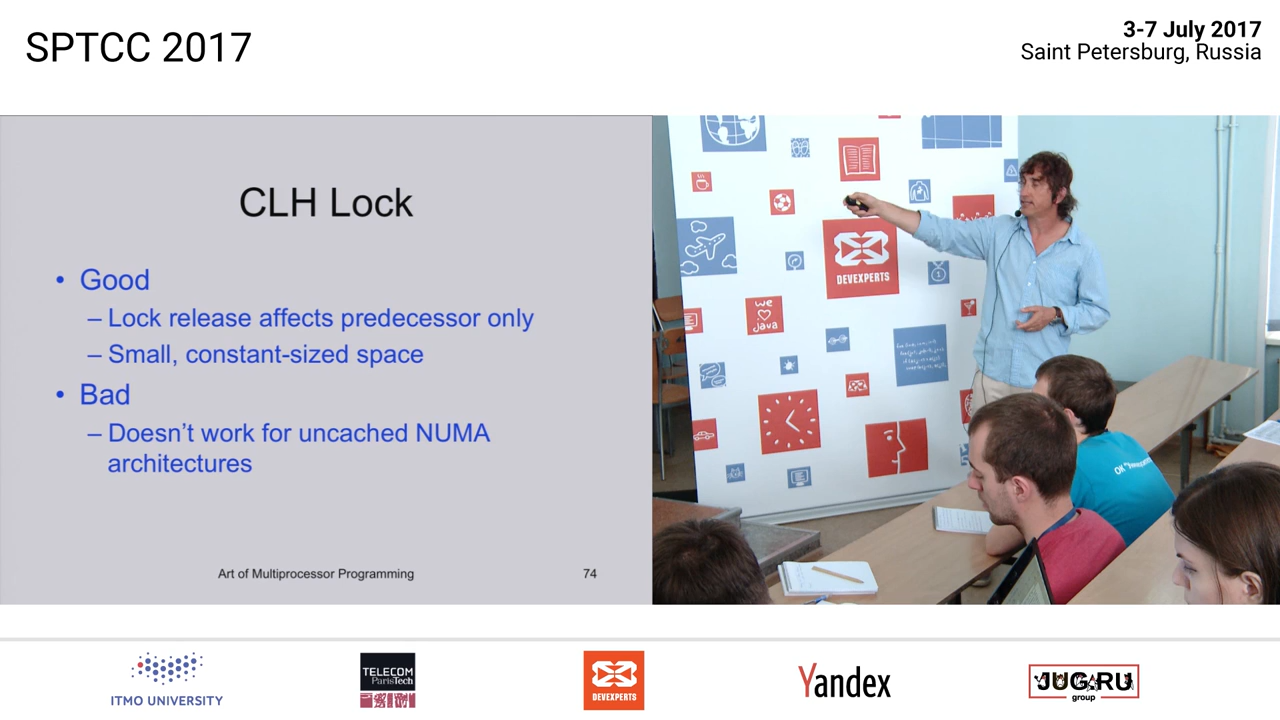 SPTCC 2017
3-7 July 2017
Saint Petersburg, Russia
CLH Lock
• Good
– Lock release affects predecessor only
– Small, constant-sized space
• Bad
– Doesn’t work for uncached NUMA
architectures
Art of Multiprocessor Programming
74
DEVEXPERTS
we
java
ITMO UNIVERSITY
TELECOM
ParisTech
DEVEXPERTS
Yandex
JUG.RU
group